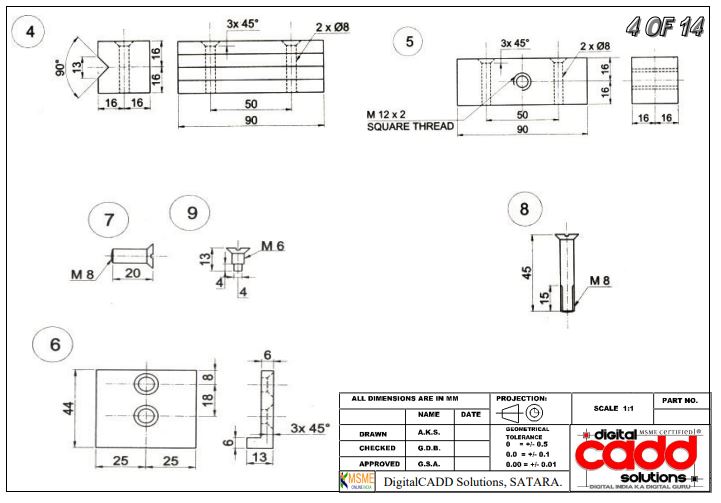 4
3x 45°
2 x Ø8
90°
13
16
16
16
16
50
90
5
4 OF 14
3x 45°
2 x Ø8
16
16
M 12 x 2
SQUARE THREAD
50
90
16
16
7
M 8
20
9
M 6
13
4
4
8
45
15
M 8
6
44
25
25
8
18
6
3x 45°
6
13
ALL DIMENSIONS ARE IN MM
PROJECTION:
SCALE 1:1
PART NO.
NAME
DATE
DRAWN
A.K.S.
CHECKED
G.D.B.
APPROVED
G.S.A.
GEOMETRICAL
TOLERANCE
0 = +/- 0.5
0.0 = +/- 0.1
0.00 = +/- 0.01
MSME
ONLINE INDIA
DigitalCADD Solutions, SATARA.
digital
MSME CERTIFIED
®
cadd
solutions
DIGITAL INDIA KA DIGITAL GURU